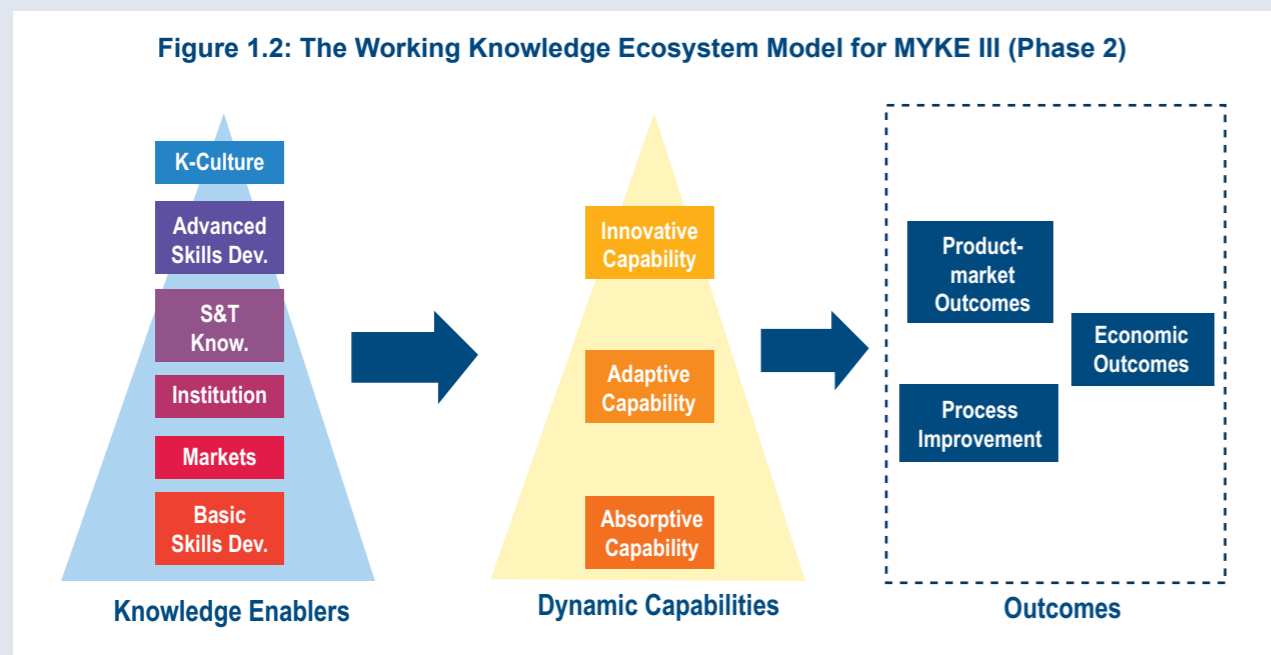 Figure 1.2: The Working Knowledge Ecosystem Model for MYKE III (Phase 2)
K-Culture
Advanced
Skills Dev.
S&T
Know.
Institution
Markets
Basic
Skills Dev.
Knowledge Enablers
Innovative
Capability
Adaptive
Capability
Absorptive
Capability
Dynamic Capabilities
Product-
market
Outcomes
Economic
Outcomes
Process
Improvement
Outcomes